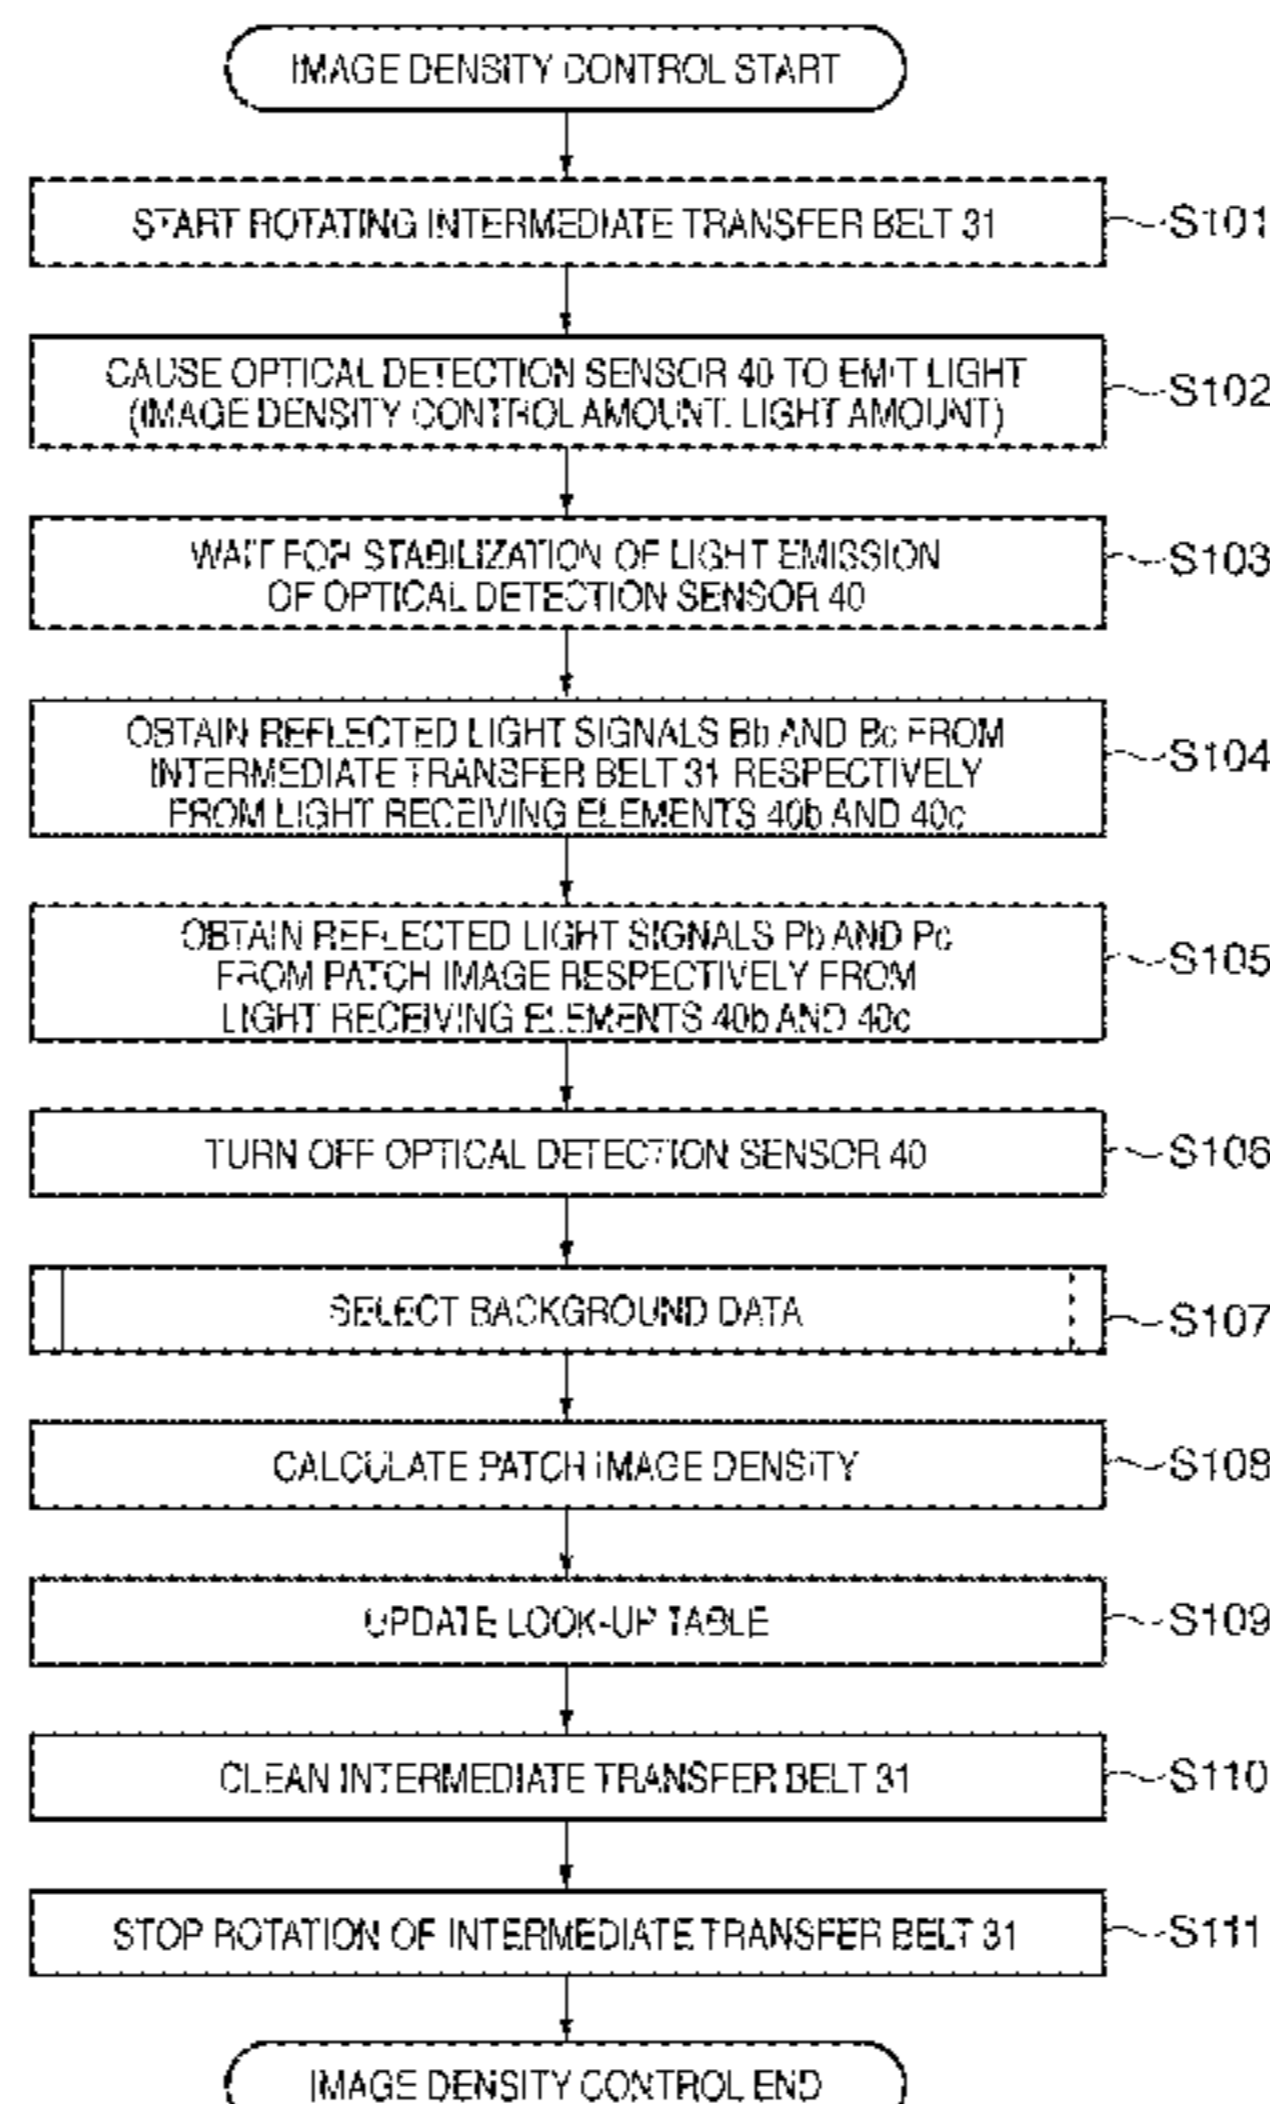 IMAGE DENSITY CONTROL START
START ROTATING INTERMEDIATE TRANSFER BELT 31
S101
CAUSE OPTICAL DETECTION SENSOR 40 TO EMIT LIGHT
(IMAGE DENSITY CONTROL AMOUNT. LIGHT AMOUNT)
S102
WAIT FOR STABILIZATION OF LIGHT EMISSION
OF OPTICAL DETECTION SENSOR 40
S103
OBTAIN REFLECTED LIGHT SIGNALS Bb AND Bc FROM
INTERMEDIATE TRANSFER BELT 31 RESPECTIVELY
FROM LIGHT RECEIVING ELEMENTS 40b AND 40c
S104
OBTAIN REFLECTED LIGHT SIGNALS Pb AND Pc
FROM PATCH IMAGE RESPECTIVELY FROM
LIGHT RECEIVING ELEMENTS 40b AND 40c
S105
TURN OFF OPTICAL DETECTION SENSOR 40
S106
SELECT BACKGROUND DATA
S107
CALCULATE PATCH IMAGE DENSITY
S108
UPDATE LOOK-UP TABLE
S109
CLEAN INTERMEDIATE TRANSFER BELT 31
S110
STOP ROTATION OF INTERMEDIATE TRANSFER BELT 31
S111
IMAGE DENSITY CONTROL END